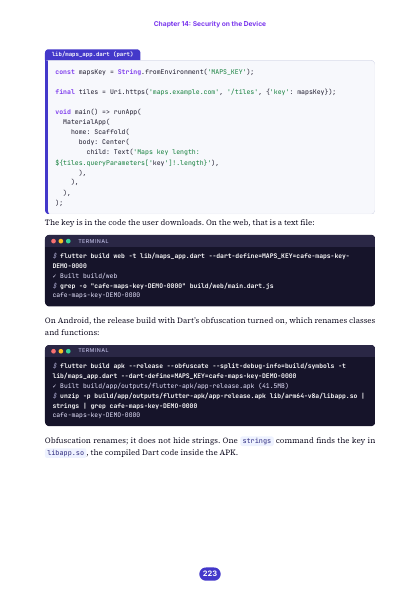 Chapter 14: Security on the Device
lib/maps_app.dart (part)
const mapsKey = String.fromEnvironment('MAPS_KEY');
final tiles = Uri.https('maps.example.com', '/tiles', {'key': mapsKey});
void main() => runApp(
MaterialApp(
home: Scaffold(
body: Center(
child: Text('Maps key length:
${tiles.queryParameters['key']!.length}'),
),
),
),
);
The key is in the code the user downloads. On the web, that is a text file:
TERMINAL
$ flutter build web -t lib/maps_app.dart --dart-define=MAPS_KEY=cafe-maps-key-
DEMO-0000
✓ Built build/web
$ grep -o "cafe-maps-key-DEMO-0000" build/web/main.dart.js
cafe-maps-key-DEMO-0000
On Android, the release build with Dart's obfuscation turned on, which renames classes
and functions:
TERMINAL
$ flutter build apk --release --obfuscate --split-debug-info=build/symbols -t
lib/maps_app.dart --dart-define=MAPS_KEY=cafe-maps-key-DEMO-0000
✓ Built build/app/outputs/flutter-apk/app-release.apk (41.5MB)
$ unzip -p build/app/outputs/flutter-apk/app-release.apk lib/arm64-v8a/libapp.so |
strings | grep cafe-maps-key-DEMO-0000
cafe-maps-key-DEMO-0000
Obfuscation renames; it does not hide strings. One strings command finds the key in
libapp.so, the compiled Dart code inside the APK.
223